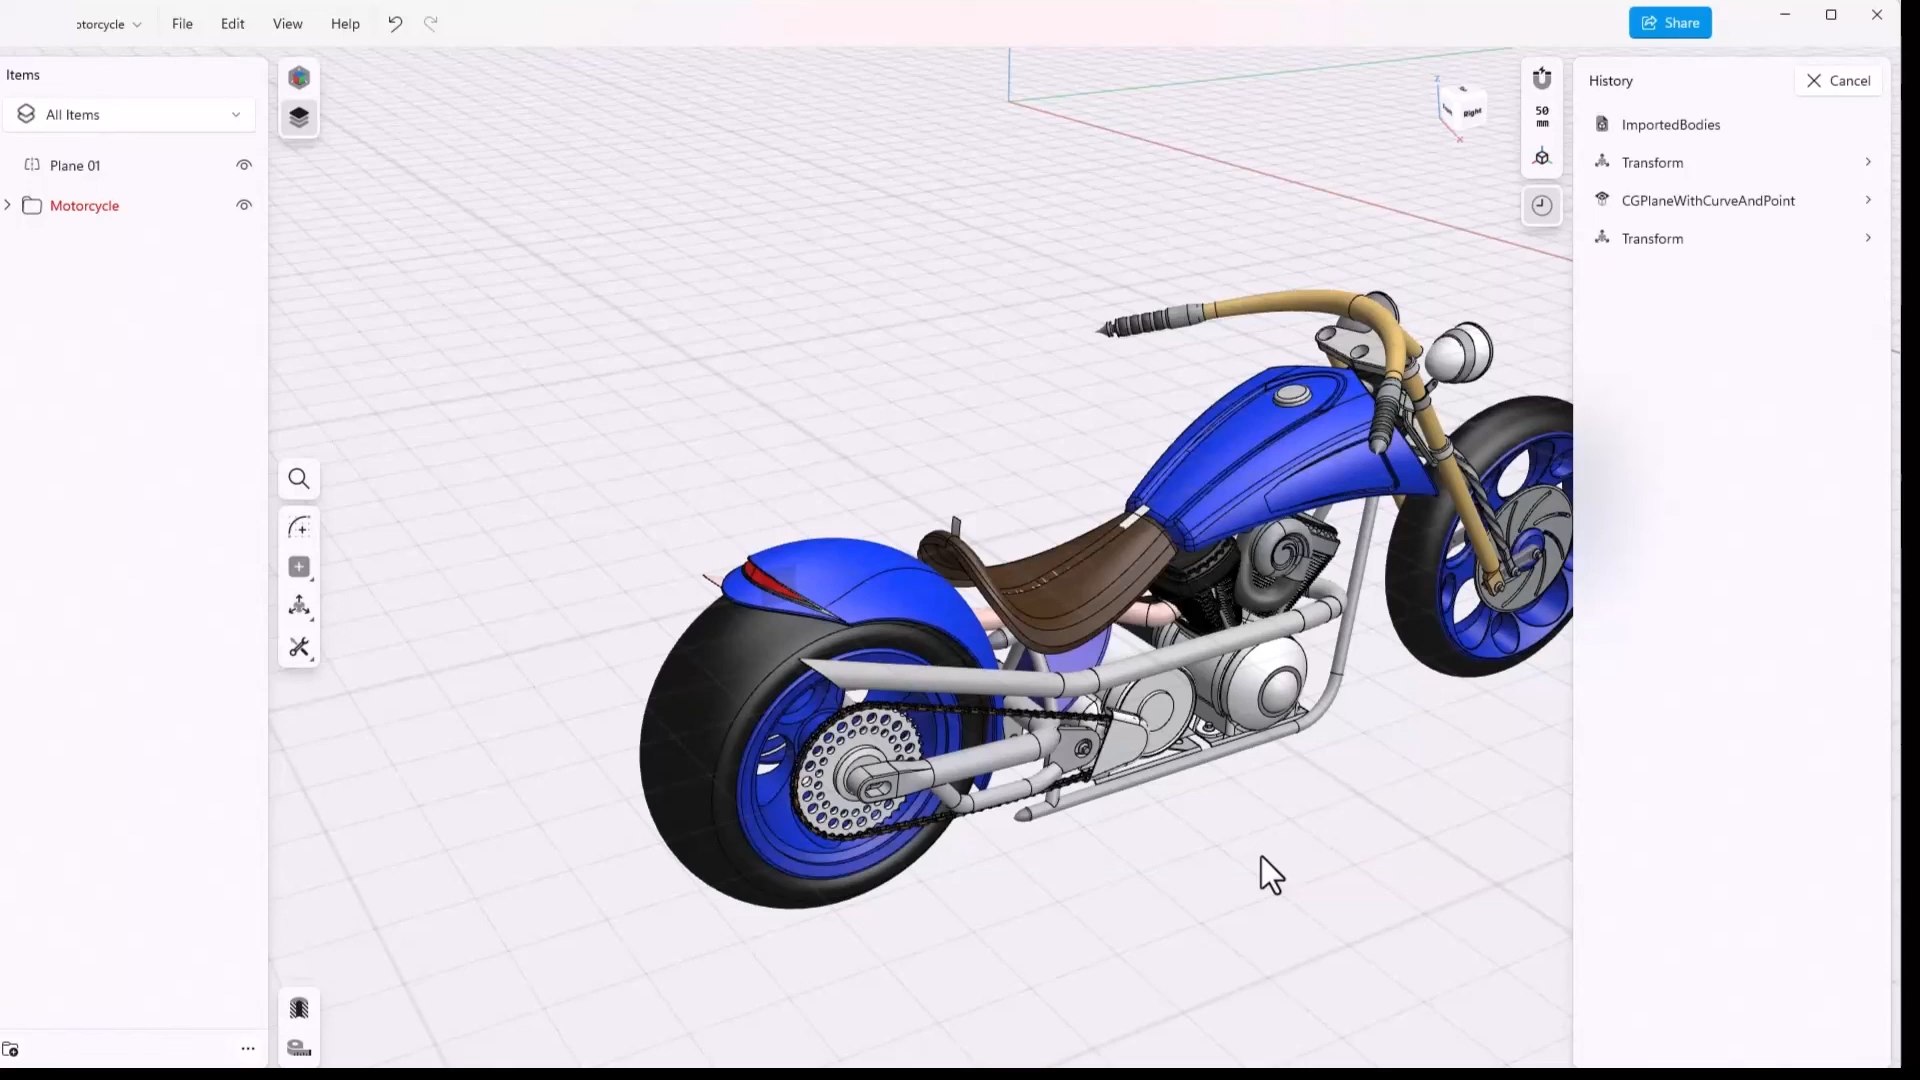 otorcycle File Edit View Help Share
Items
All Items
Plane 01
Motorcycle
Z
Right
50
mm
History Cancel
ImportedBodies
Transform
CGPlaneWithCurveAndPoint
Transform